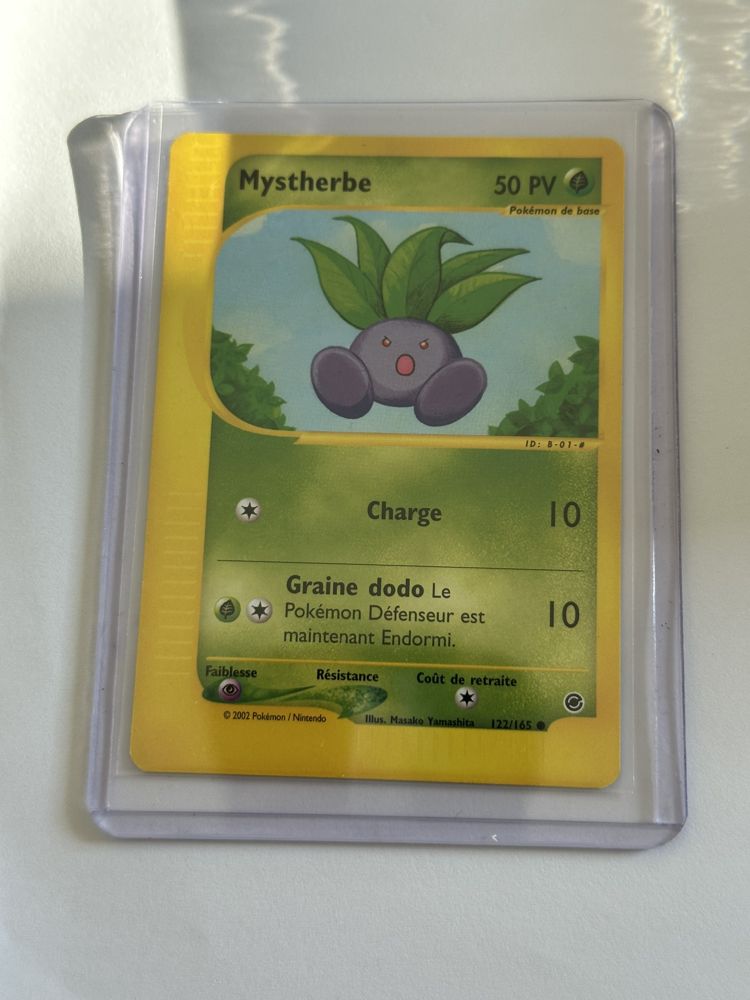 Mystherbe 50 PV
Pokémon de base
ID: B-01-#
Charge 10
Graine dodo Le
Pokémon Défenseur est 10
maintenant Endormi.
Faiblesse Résistance Coût de retraite
© 2002 Pokémon / Nintendo Illus. Masako Yamashita 122/165